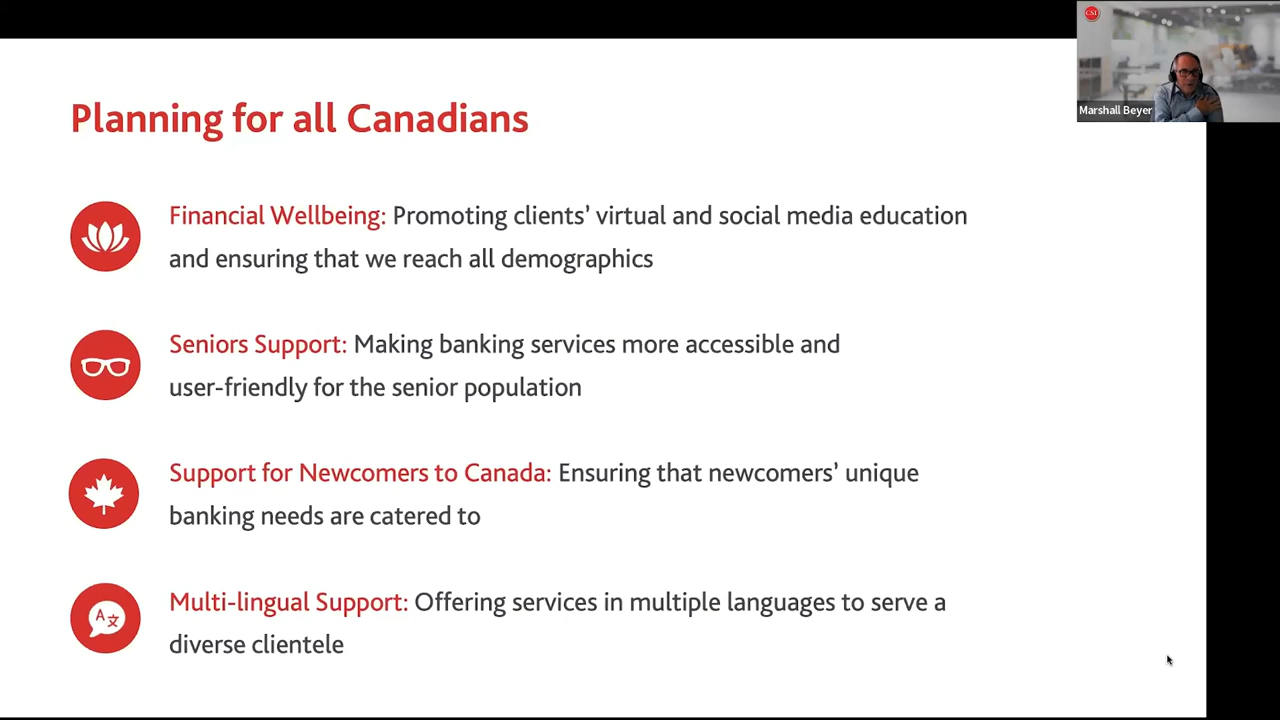 CSI
Marshall Beyer
Planning for all Canadians
Financial Wellbeing: Promoting clients’ virtual and social media education
and ensuring that we reach all demographics
Seniors Support: Making banking services more accessible and
user-friendly for the senior population
Support for Newcomers to Canada: Ensuring that newcomers’ unique
banking needs are catered to
A文
Multi-lingual Support: Offering services in multiple languages to serve a
diverse clientele